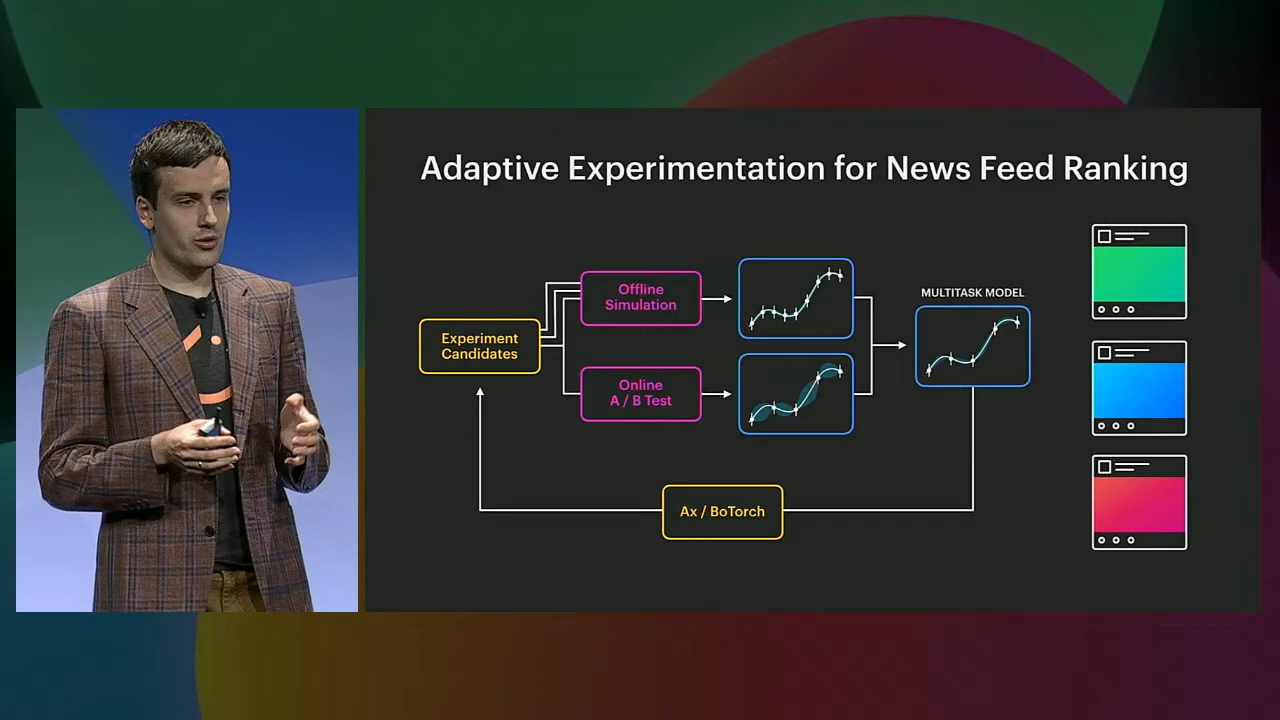 Adaptive Experimentation for News Feed Ranking
Experiment
Candidates
Offline
Simulation
Online
A / B Test
MULTITASK MODEL
Ax / BoTorch